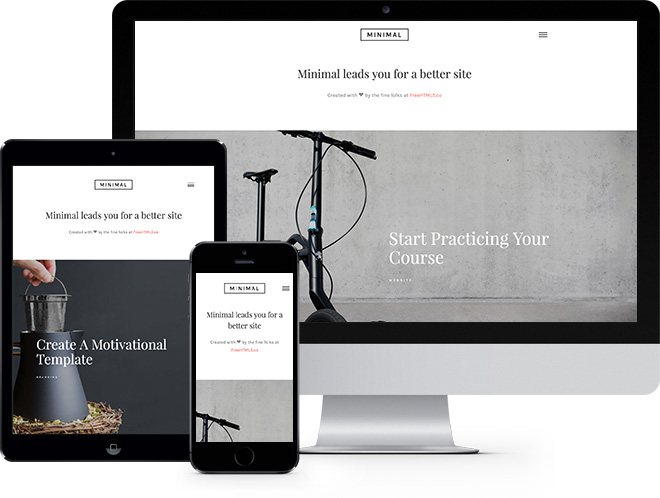 MINIMAL
Minimal leads you for a better site
Created with ❤ by the fine folks at FreeHTML5.co
Start Practicing Your
Course
WEBSITE
MINIMAL
Minimal leads you for a better site
Created with ❤ by the fine folks at FreeHTML5.co
Create A Motivational
Template
BRANDING
MINIMAL
Minimal leads you for a
better site
Created with ❤ by the fine folks at
FreeHTML5.co